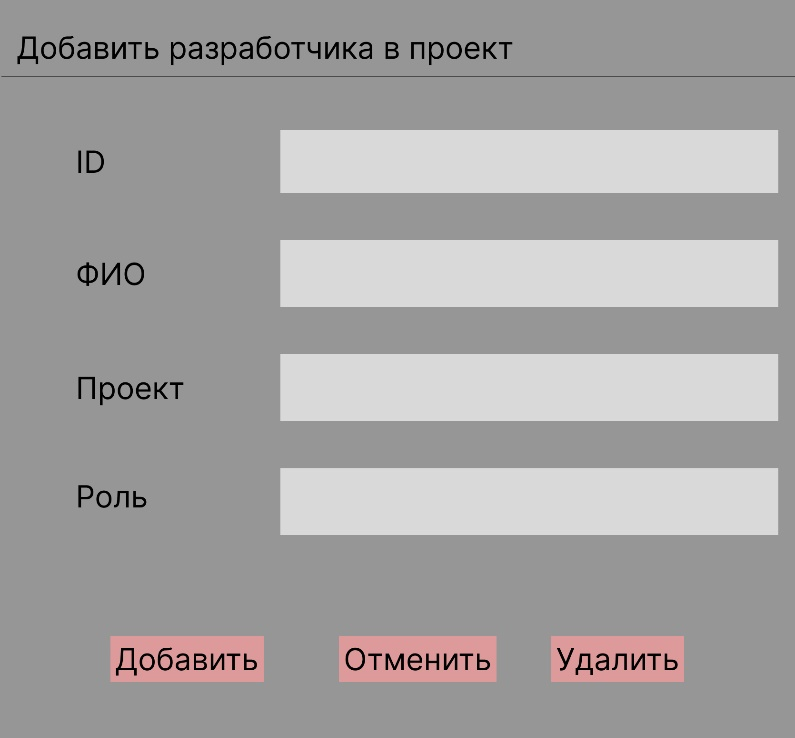 Добавить разработчика в проект
ID
ФИО
Проект
Роль
Добавить Отменить Удалить